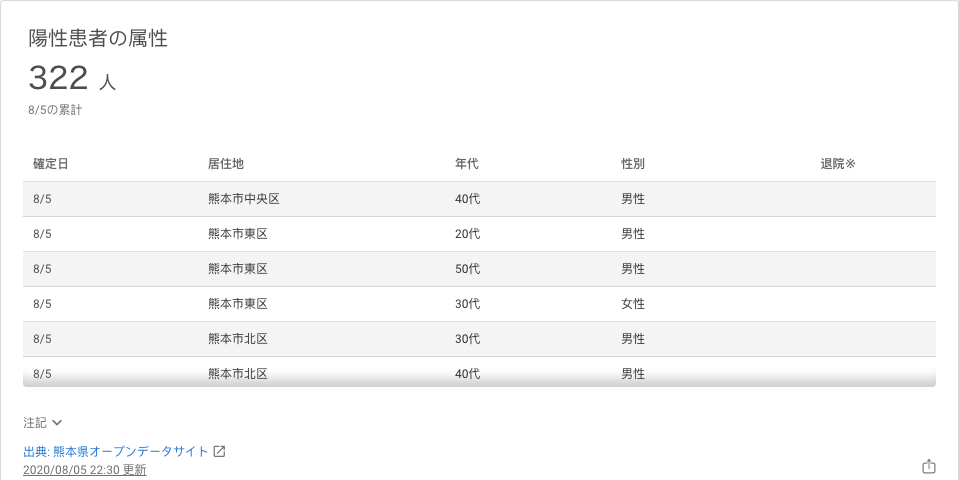 陽性患者の属性
322 人
8/5の累計
確定日 居住地 年代 性別 退院※
8/5 熊本市中央区 40代 男性
8/5 熊本市東区 20代 男性
8/5 熊本市東区 50代 男性
8/5 熊本市東区 30代 女性
8/5 熊本市北区 30代 男性
8/5 熊本市北区 40代 男性
注記
出典: 熊本県オープンデータサイト
2020/08/05 22:30 更新